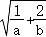 √(1/a + 2/b)